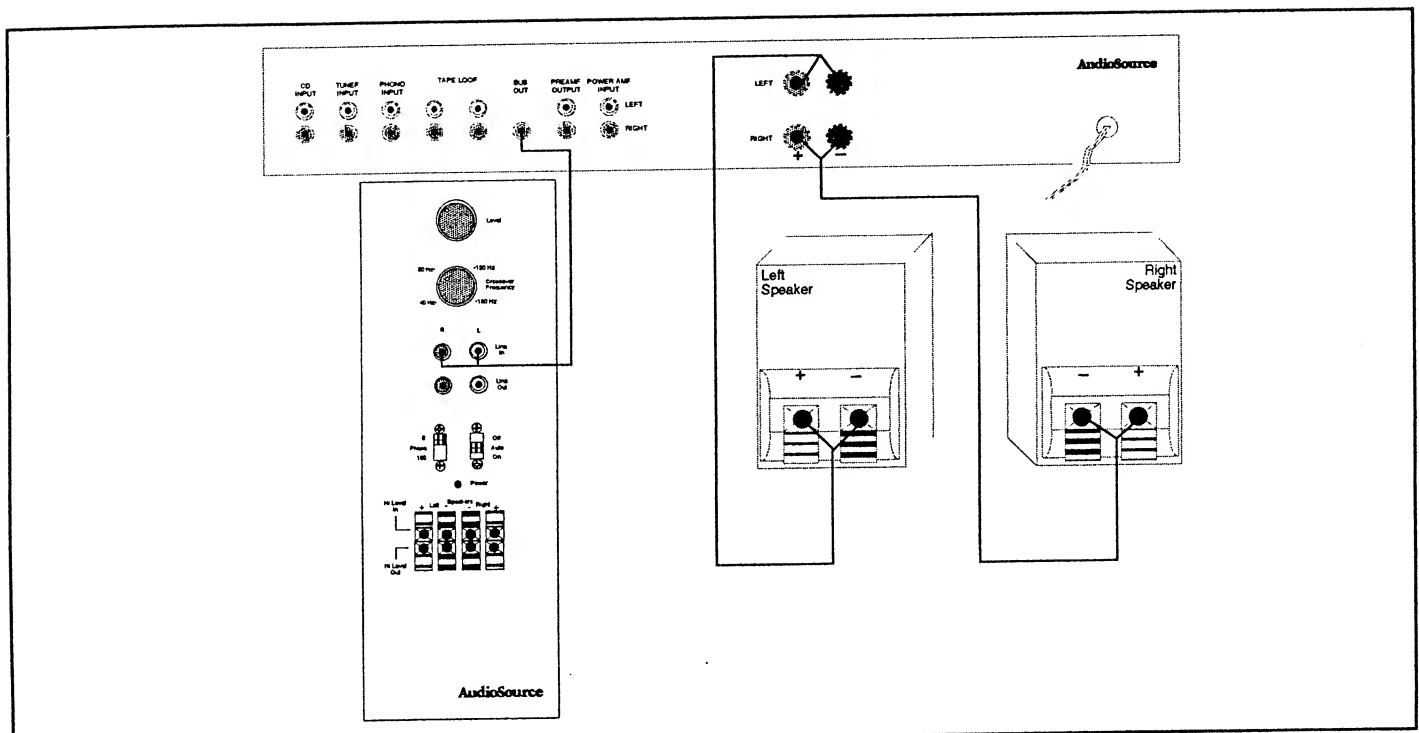 CD INPUT
TUNER INPUT
PHONO INPUT
TAPE LOOP
SUB OUT
PREAMP OUTPUT
POWER AMP INPUT
LEFT
RIGHT
LEFT
RIGHT
+ −
AudioSource
Level
80 Hz• •120 Hz
Crossover Frequency
40 Hz• •160 Hz
R L
Line In
Line Out
0 Phase 180
Off Auto On
Power
Hi Level In
Speakers
+ Left - - Right +
Hi Level Out
AudioSource
Left Speaker
+ −
Right Speaker
− +